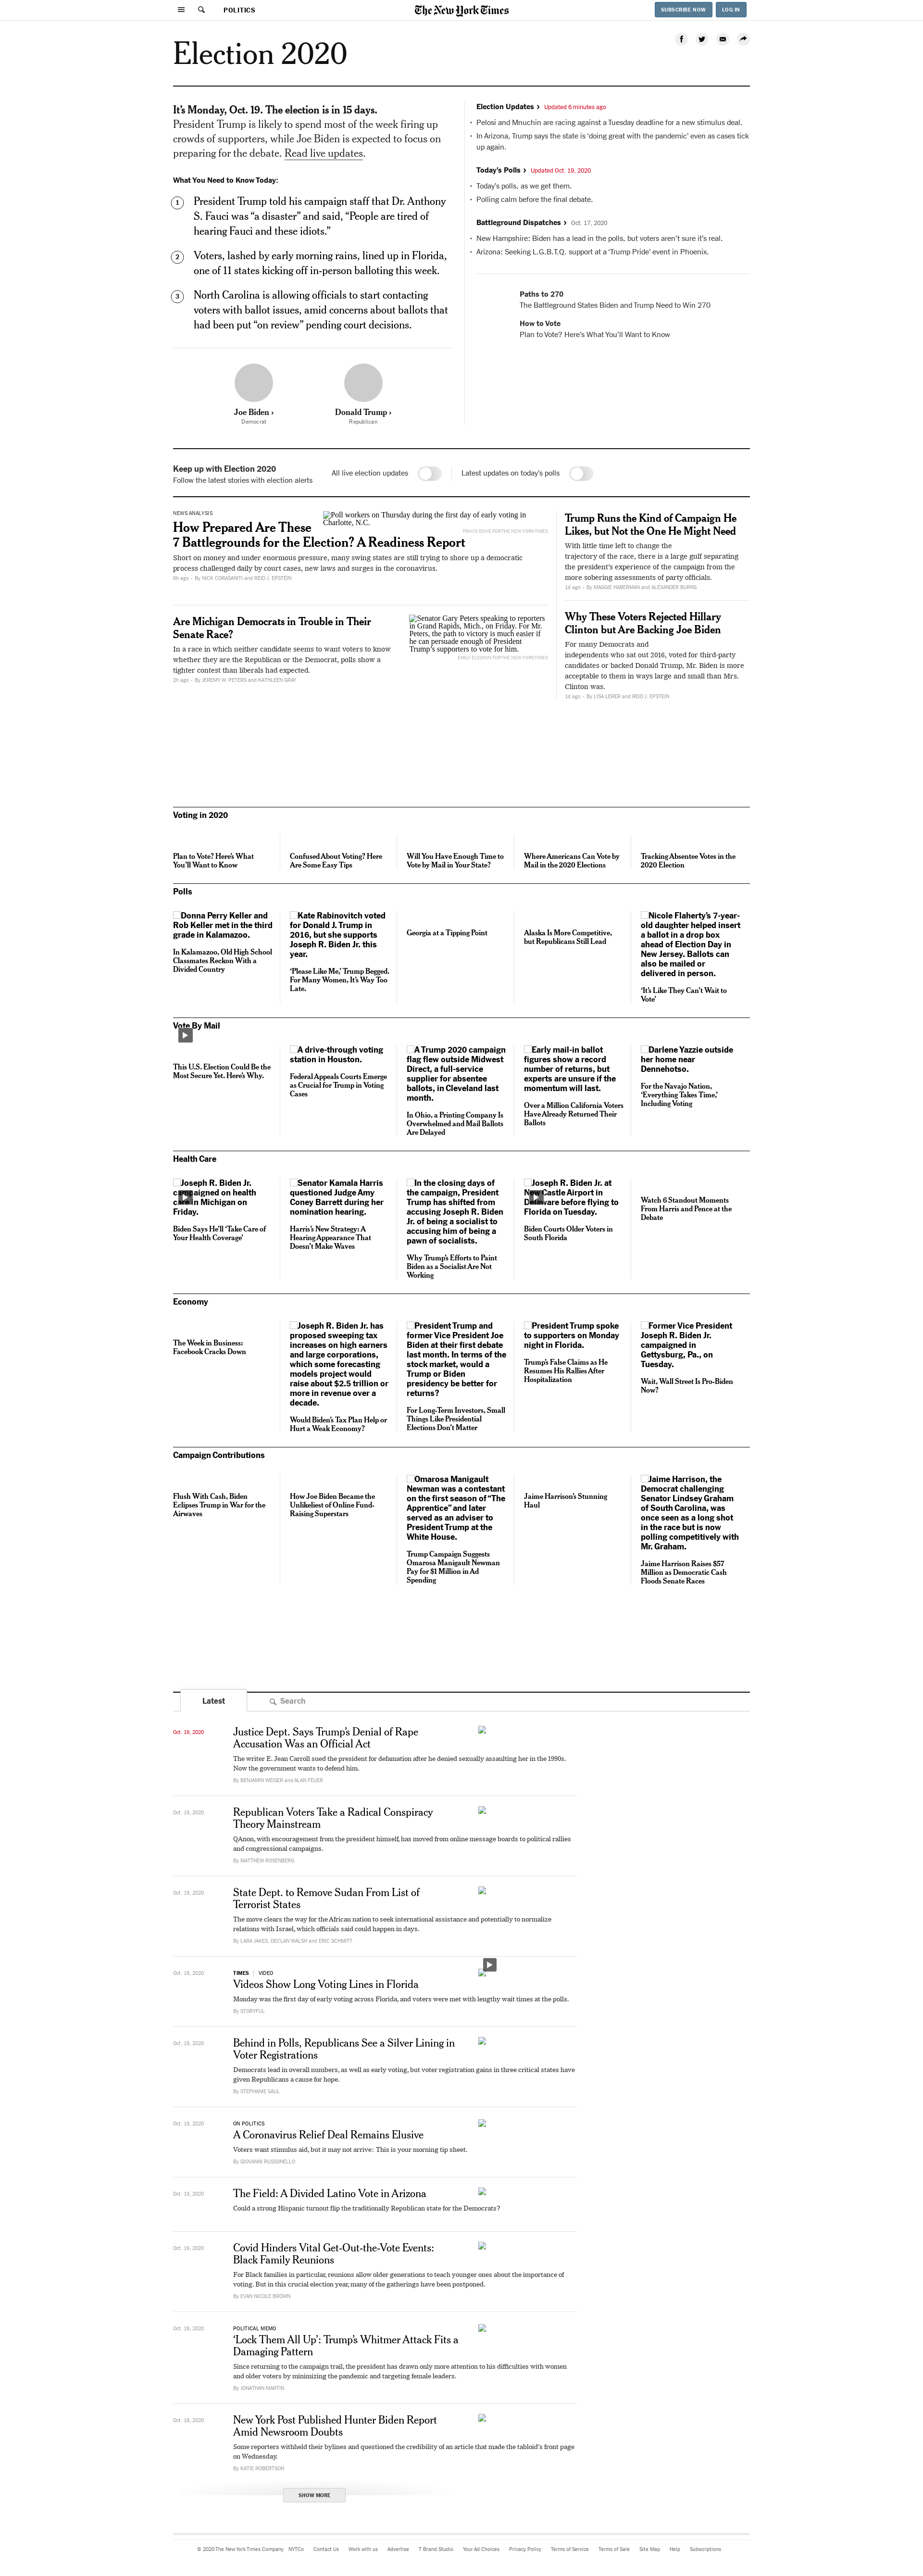 POLITICS
The New York Times
SUBSCRIBE NOW
LOG IN
Election 2020
It's Monday, Oct. 19. The election is in 15 days.
President Trump is likely to spend most of the week firing up
crowds of supporters, while Joe Biden is expected to focus on
preparing for the debate. Read live updates.
What You Need to Know Today:
1
President Trump told his campaign staff that Dr. Anthony
S. Fauci was “a disaster” and said, “People are tired of
hearing Fauci and these idiots.”
2
Voters, lashed by early morning rains, lined up in Florida,
one of 11 states kicking off in-person balloting this week.
3
North Carolina is allowing officials to start contacting
voters with ballot issues, amid concerns about ballots that
had been put “on review” pending court decisions.
Joe Biden ›
Democrat
Donald Trump ›
Republican
Election Updates › Updated 6 minutes ago
• Pelosi and Mnuchin are racing against a Tuesday deadline for a new stimulus deal.
• In Arizona, Trump says the state is ‘doing great with the pandemic’ even as cases tick
up again.
Today's Polls › Updated Oct. 19, 2020
• Today's polls, as we get them.
• Polling calm before the final debate.
Battleground Dispatches › Oct. 17, 2020
• New Hampshire: Biden has a lead in the polls, but voters aren't sure it's real.
• Arizona: Seeking L.G.B.T.Q. support at a ‘Trump Pride’ event in Phoenix.
Paths to 270
The Battleground States Biden and Trump Need to Win 270
How to Vote
Plan to Vote? Here's What You'll Want to Know
Keep up with Election 2020
Follow the latest stories with election alerts
All live election updates
Latest updates on today's polls
NEWS ANALYSIS
How Prepared Are These
7 Battlegrounds for the Election? A Readiness Report
Short on money and under enormous pressure, many swing states are still trying to shore up a democratic
process challenged daily by court cases, new laws and surges in the coronavirus.
8h ago – By NICK CORASANITI and REID J. EPSTEIN
Poll workers on Thursday during the first day of early voting in
Charlotte, N.C.
TRAVIS DOVE FOR THE NEW YORK TIMES
Are Michigan Democrats in Trouble in Their
Senate Race?
In a race in which neither candidate seems to want voters to know
whether they are the Republican or the Democrat, polls show a
tighter contest than liberals had expected.
2h ago – By JEREMY W. PETERS and KATHLEEN GRAY
Senator Gary Peters speaking to reporters
in Grand Rapids, Mich., on Friday. For Mr.
Peters, the path to victory is much easier if
he can persuade enough of President
Trump's supporters to vote for him.
EMILY ELCONIN FOR THE NEW YORK TIMES
Trump Runs the Kind of Campaign He
Likes, but Not the One He Might Need
With little time left to change the
trajectory of the race, there is a large gulf separating
the president's experience of the campaign from the
more sobering assessments of party officials.
1d ago – By MAGGIE HABERMAN and ALEXANDER BURNS
Why These Voters Rejected Hillary
Clinton but Are Backing Joe Biden
For many Democrats and
independents who sat out 2016, voted for third-party
candidates or backed Donald Trump, Mr. Biden is more
acceptable to them in ways large and small than Mrs.
Clinton was.
1d ago – By LISA LERER and REID J. EPSTEIN
Voting in 2020
Plan to Vote? Here's What
You'll Want to Know
Confused About Voting? Here
Are Some Easy Tips
Will You Have Enough Time to
Vote by Mail in Your State?
Where Americans Can Vote by
Mail in the 2020 Elections
Tracking Absentee Votes in the
2020 Election
Polls
Donna Perry Keller and
Rob Keller met in the third
grade in Kalamazoo.
In Kalamazoo, Old High School
Classmates Reckon With a
Divided Country
Kate Rabinovitch voted
for Donald J. Trump in
2016, but she supports
Joseph R. Biden Jr. this
year.
‘Please Like Me,’ Trump Begged.
For Many Women, It's Way Too
Late.
Georgia at a Tipping Point
Alaska Is More Competitive,
but Republicans Still Lead
Nicole Flaherty's 7-year-
old daughter helped insert
a ballot in a drop box
ahead of Election Day in
New Jersey. Ballots can
also be mailed or
delivered in person.
‘It's Like They Can't Wait to
Vote’
Vote By Mail
This U.S. Election Could Be the
Most Secure Yet. Here's Why.
A drive-through voting
station in Houston.
Federal Appeals Courts Emerge
as Crucial for Trump in Voting
Cases
A Trump 2020 campaign
flag flew outside Midwest
Direct, a full-service
supplier for absentee
ballots, in Cleveland last
month.
In Ohio, a Printing Company Is
Overwhelmed and Mail Ballots
Are Delayed
Early mail-in ballot
figures show a record
number of returns, but
experts are unsure if the
momentum will last.
Over a Million California Voters
Have Already Returned Their
Ballots
Darlene Yazzie outside
her home near
Dennehotso.
For the Navajo Nation,
‘Everything Takes Time,’
Including Voting
Health Care
Joseph R. Biden Jr.
campaigned on health
in Michigan on
Friday.
Biden Says He'll ‘Take Care of
Your Health Coverage’
Senator Kamala Harris
questioned Judge Amy
Coney Barrett during her
nomination hearing.
Harris's New Strategy: A
Hearing Appearance That
Doesn't Make Waves
In the closing days of
the campaign, President
Trump has shifted from
accusing Joseph R. Biden
Jr. of being a socialist to
accusing him of being a
pawn of socialists.
Why Trump's Efforts to Paint
Biden as a Socialist Are Not
Working
Joseph R. Biden Jr. at
New Castle Airport in
Delaware before flying to
Florida on Tuesday.
Biden Courts Older Voters in
South Florida
Watch 6 Standout Moments
From Harris and Pence at the
Debate
Economy
The Week in Business:
Facebook Cracks Down
Joseph R. Biden Jr. has
proposed sweeping tax
increases on high earners
and large corporations,
which some forecasting
models project would
raise about $2.5 trillion or
more in revenue over a
decade.
Would Biden's Tax Plan Help or
Hurt a Weak Economy?
President Trump and
former Vice President Joe
Biden at their first debate
last month. In terms of the
stock market, would a
Trump or Biden
presidency be better for
returns?
For Long-Term Investors, Small
Things Like Presidential
Elections Don't Matter
President Trump spoke
to supporters on Monday
night in Florida.
Trump's False Claims as He
Resumes His Rallies After
Hospitalization
Former Vice President
Joseph R. Biden Jr.
campaigned in
Gettysburg, Pa., on
Tuesday.
Wait, Wall Street Is Pro-Biden
Now?
Campaign Contributions
Flush With Cash, Biden
Eclipses Trump in War for the
Airwaves
How Joe Biden Became the
Unlikeliest of Online Fund-
Raising Superstars
Omarosa Manigault
Newman was a contestant
on the first season of “The
Apprentice” and later
served as an adviser to
President Trump at the
White House.
Trump Campaign Suggests
Omarosa Manigault Newman
Pay for $1 Million in Ad
Spending
Jaime Harrison's Stunning
Haul
Jaime Harrison, the
Democrat challenging
Senator Lindsey Graham
of South Carolina, was
once seen as a long shot
in the race but is now
polling competitively with
Mr. Graham.
Jaime Harrison Raises $57
Million as Democratic Cash
Floods Senate Races
Latest
Search
Oct. 19, 2020
Justice Dept. Says Trump's Denial of Rape
Accusation Was an Official Act
The writer E. Jean Carroll sued the president for defamation after he denied sexually assaulting her in the 1990s.
Now the government wants to defend him.
By BENJAMIN WEISER and ALAN FEUER
Oct. 19, 2020
Republican Voters Take a Radical Conspiracy
Theory Mainstream
QAnon, with encouragement from the president himself, has moved from online message boards to political rallies
and congressional campaigns.
By MATTHEW ROSENBERG
Oct. 19, 2020
State Dept. to Remove Sudan From List of
Terrorist States
The move clears the way for the African nation to seek international assistance and potentially to normalize
relations with Israel, which officials said could happen in days.
By LARA JAKES, DECLAN WALSH and ERIC SCHMITT
Oct. 19, 2020
TIMES | VIDEO
Videos Show Long Voting Lines in Florida
Monday was the first day of early voting across Florida, and voters were met with lengthy wait times at the polls.
By STORYFUL
Oct. 19, 2020
Behind in Polls, Republicans See a Silver Lining in
Voter Registrations
Democrats lead in overall numbers, as well as early voting, but voter registration gains in three critical states have
given Republicans a cause for hope.
By STEPHANIE SAUL
Oct. 19, 2020
ON POLITICS
A Coronavirus Relief Deal Remains Elusive
Voters want stimulus aid, but it may not arrive: This is your morning tip sheet.
By GIOVANNI RUSSONELLO
Oct. 19, 2020
The Field: A Divided Latino Vote in Arizona
Could a strong Hispanic turnout flip the traditionally Republican state for the Democrats?
Oct. 19, 2020
Covid Hinders Vital Get-Out-the-Vote Events:
Black Family Reunions
For Black families in particular, reunions allow older generations to teach younger ones about the importance of
voting. But in this crucial election year, many of the gatherings have been postponed.
By EVAN NICOLE BROWN
Oct. 18, 2020
POLITICAL MEMO
‘Lock Them All Up’: Trump's Whitmer Attack Fits a
Damaging Pattern
Since returning to the campaign trail, the president has drawn only more attention to his difficulties with women
and older voters by minimizing the pandemic and targeting female leaders.
By JONATHAN MARTIN
Oct. 18, 2020
New York Post Published Hunter Biden Report
Amid Newsroom Doubts
Some reporters withheld their bylines and questioned the credibility of an article that made the tabloid's front page
on Wednesday.
By KATIE ROBERTSON
SHOW MORE
© 2020 The New York Times Company NYTCo Contact Us Work with us Advertise T Brand Studio Your Ad Choices Privacy Policy Terms of Service Terms of Sale Site Map Help Subscriptions